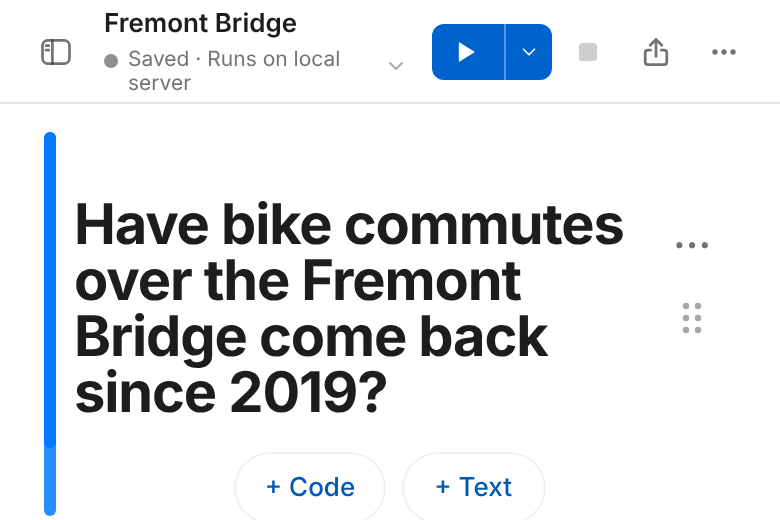 Fremont Bridge
Saved · Runs on local
server
Have bike commutes
over the Fremont
Bridge come back
since 2019?
+ Code
+ Text